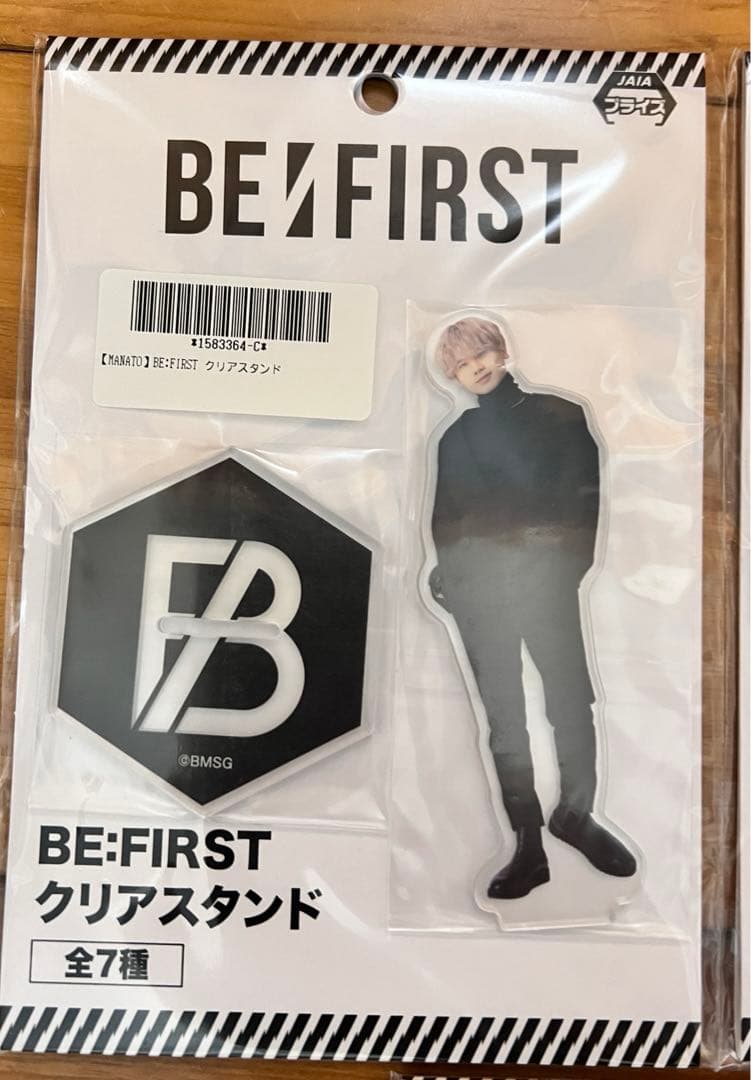 JAIA
プライズ
BE:FIRST
*1583364-C*
【MANATO】BE:FIRST クリアスタンド
FB
©BMSG
BE:FIRST
クリアスタンド
全7種